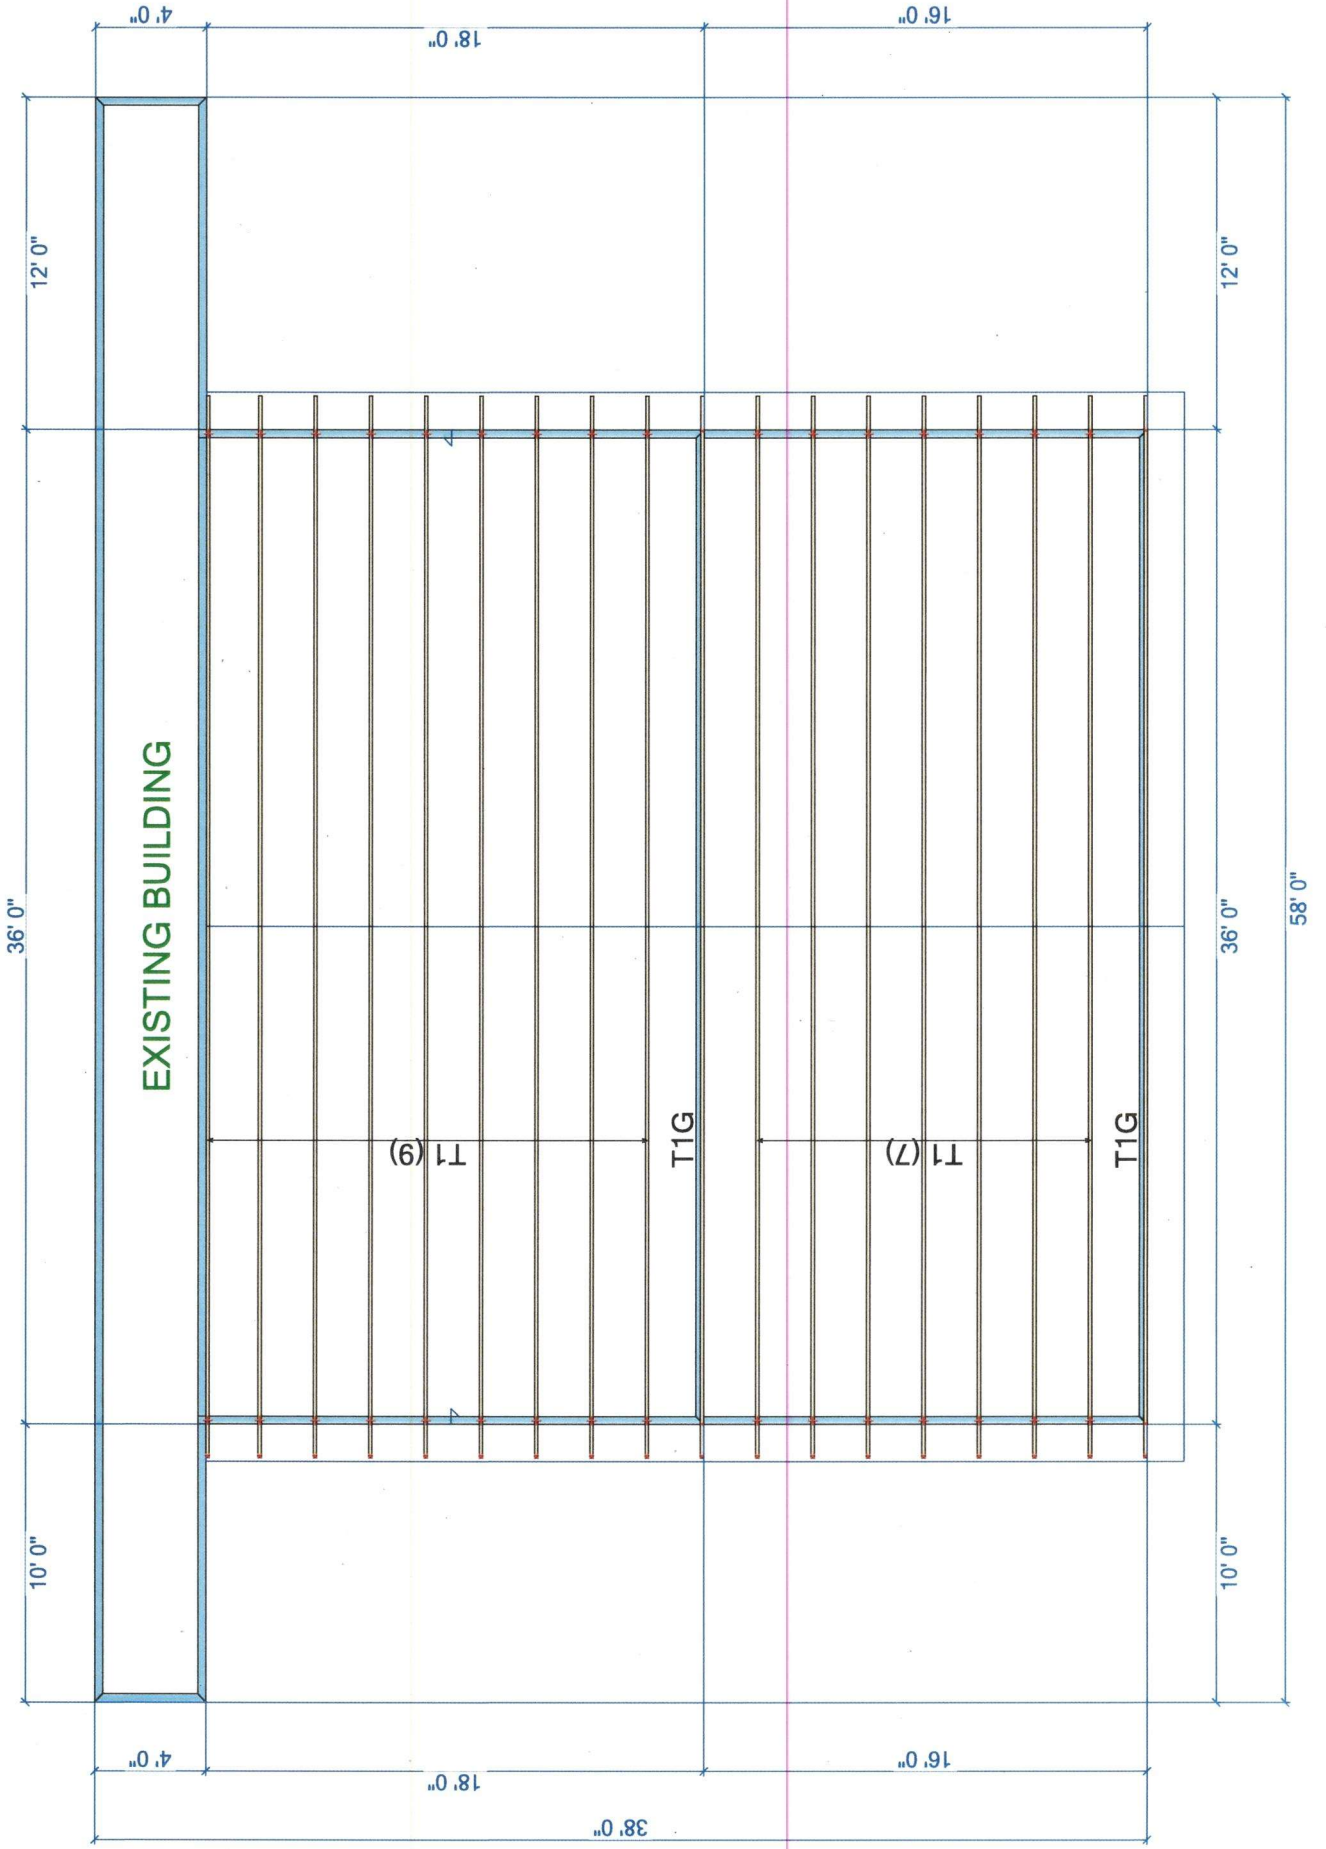 4' 0"
18' 0"
16' 0"
12' 0"
12' 0"
EXISTING BUILDING
36' 0"
36' 0"
58' 0"
T1 (9)
T1G
T1 (7)
T1G
10' 0"
10' 0"
4' 0"
18' 0"
16' 0"
38' 0"